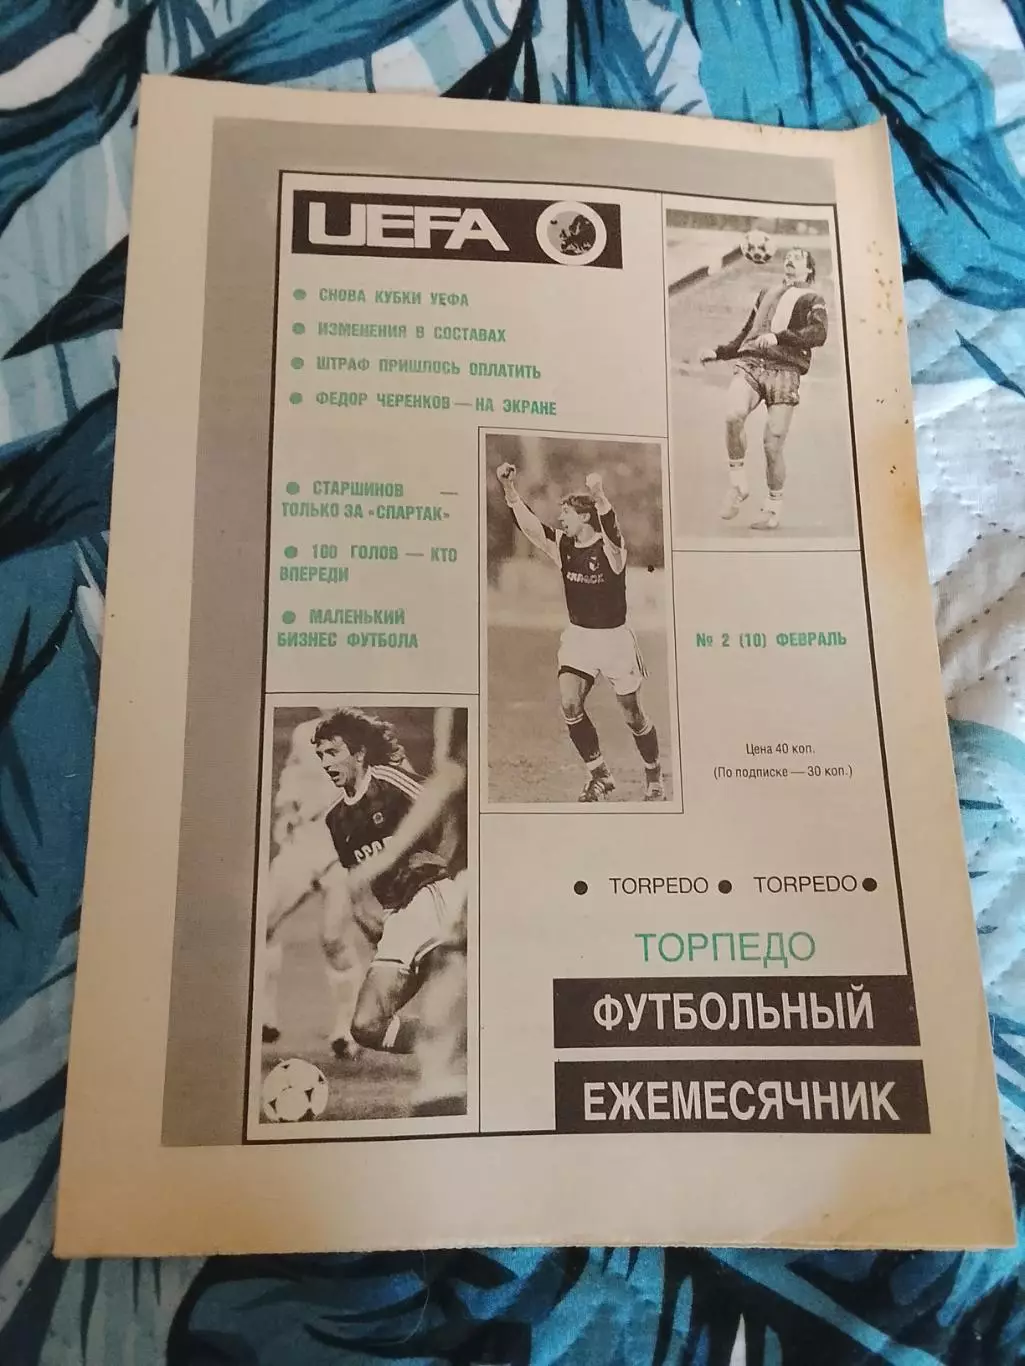 UEFA
● СНОВА КУБКИ УЕФА
● ИЗМЕНЕНИЯ В СОСТАВАХ
● ШТРАФ ПРИШЛОСЬ ОПЛАТИТЬ
● ФЕДОР ЧЕРЕНКОВ — НА ЭКРАНЕ
● СТАРШИНОВ —
ТОЛЬКО ЗА «СПАРТАК»
● 100 ГОЛОВ — КТО
ВПЕРЕДИ
● МАЛЕНЬКИЙ
БИЗНЕС ФУТБОЛА
№ 2 (10) ФЕВРАЛЬ
Цена 40 коп.
(По подписке — 30 коп.)
СССР
● TORPEDO ● TORPEDO ●
ТОРПЕДО
ФУТБОЛЬНЫЙ
ЕЖЕМЕСЯЧНИК